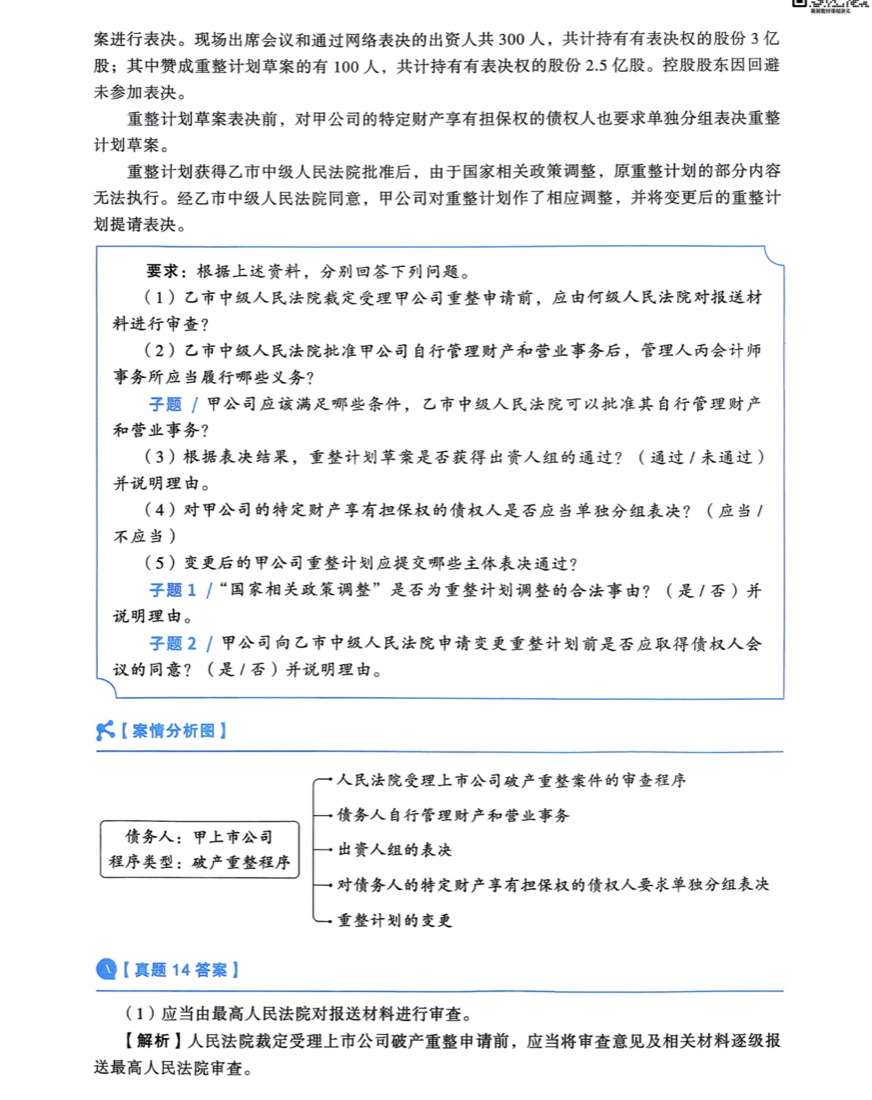 案进行表决。现场出席会议和通过网络表决的出资人共 300 人，共计持有有表决权的股份 3 亿
股；其中赞成重整计划草案的有 100 人，共计持有有表决权的股份 2.5 亿股。控股股东因回避
未参加表决。
重整计划草案表决前，对甲公司的特定财产享有担保权的债权人也要求单独分组表决重整
计划草案。
重整计划获得乙市中级人民法院批准后，由于国家相关政策调整，原重整计划的部分内容
无法执行。经乙市中级人民法院同意，甲公司对重整计划作了相应调整，并将变更后的重整计
划提请表决。
要求：根据上述资料，分别回答下列问题。
（1）乙市中级人民法院裁定受理甲公司重整申请前，应由何级人民法院对报送材
料进行审查？
（2）乙市中级人民法院批准甲公司自行管理财产和营业事务后，管理人丙会计师
事务所应当履行哪些义务？
子题 / 甲公司应该满足哪些条件，乙市中级人民法院可以批准其自行管理财产
和营业事务？
（3）根据表决结果，重整计划草案是否获得出资人组的通过？（通过 / 未通过）
并说明理由。
（4）对甲公司的特定财产享有担保权的债权人是否应当单独分组表决？（应当 /
不应当）
（5）变更后的甲公司重整计划应提交哪些主体表决通过？
子题 1 / “国家相关政策调整”是否为重整计划调整的合法事由？（是 / 否）并
说明理由。
子题 2 / 甲公司向乙市中级人民法院申请变更重整计划前是否应取得债权人会
议的同意？（是 / 否）并说明理由。
【案情分析图】
人民法院受理上市公司破产重整案件的审查程序
债务人自行管理财产和营业事务
债务人：甲上市公司
程序类型：破产重整程序
出资人组的表决
对债务人的特定财产享有担保权的债权人要求单独分组表决
重整计划的变更
【真题 14 答案】
（1）应当由最高人民法院对报送材料进行审查。
【解析】人民法院裁定受理上市公司破产重整申请前，应当将审查意见及相关材料逐级报
送最高人民法院审查。